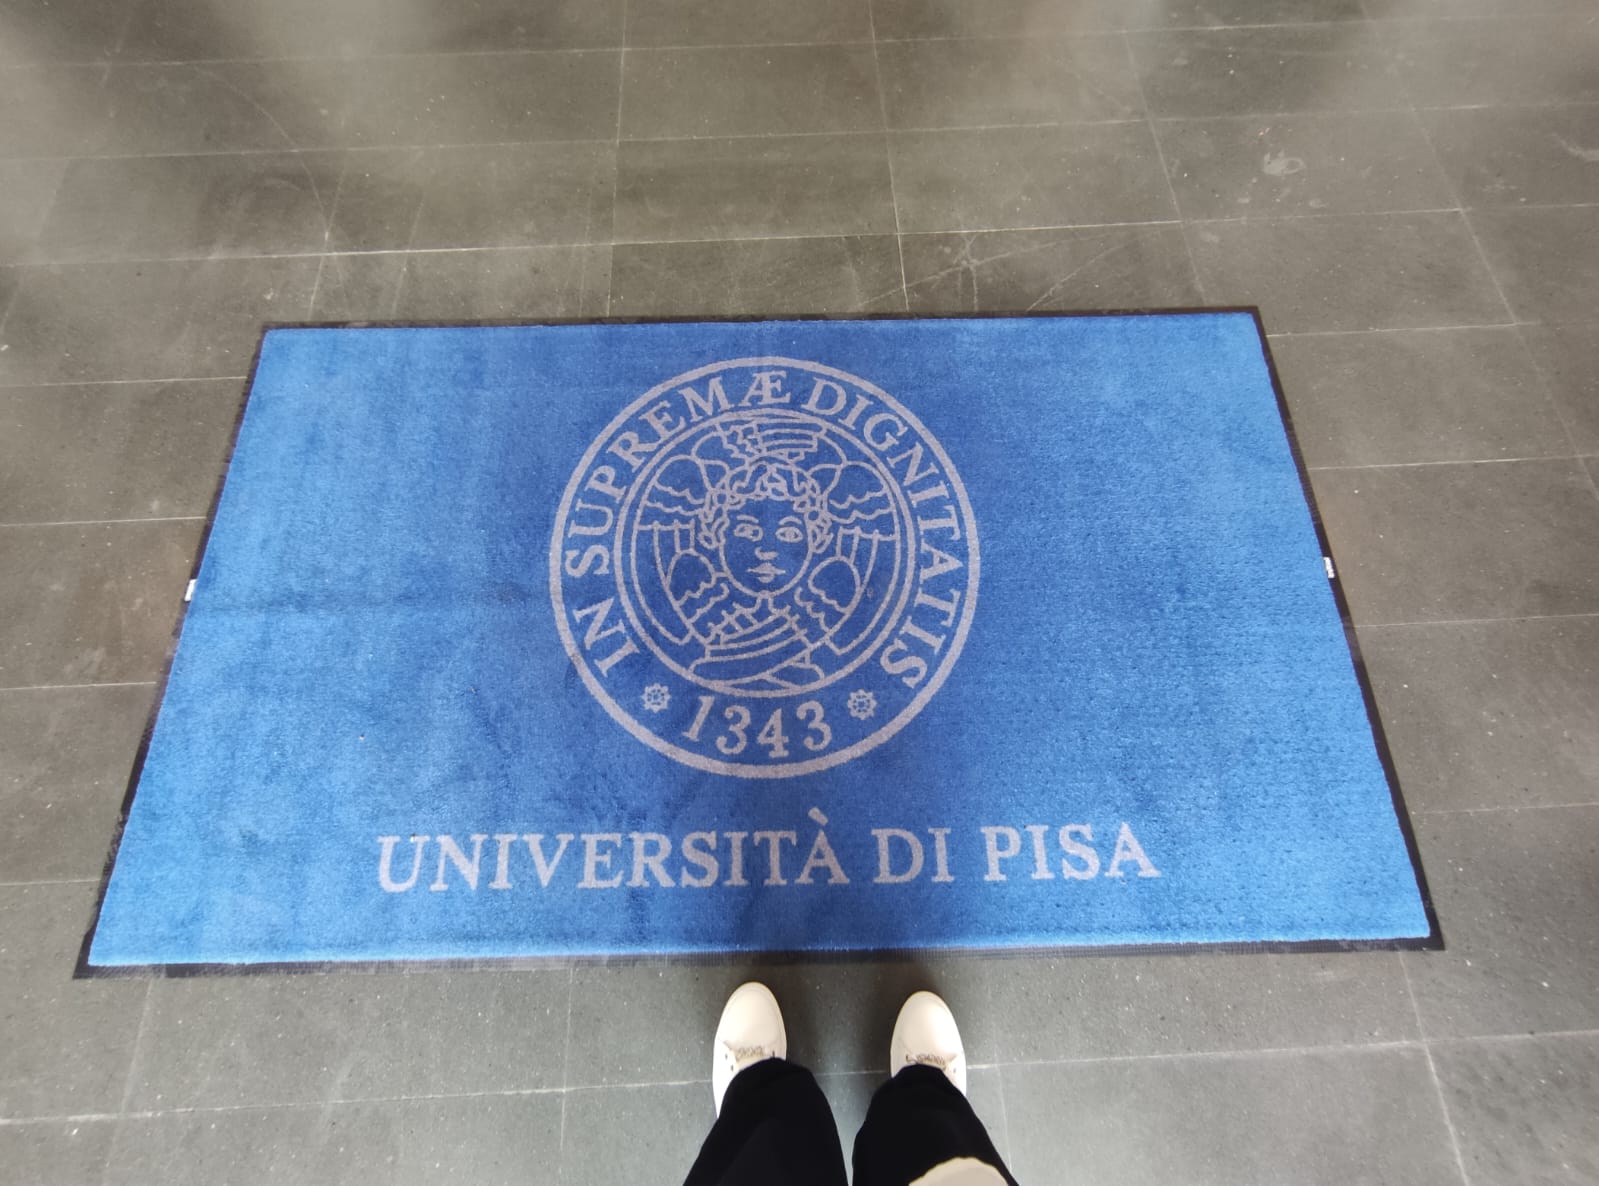 IN SUPREMÆ DIGNITATIS
1343
UNIVERSITÀ DI PISA